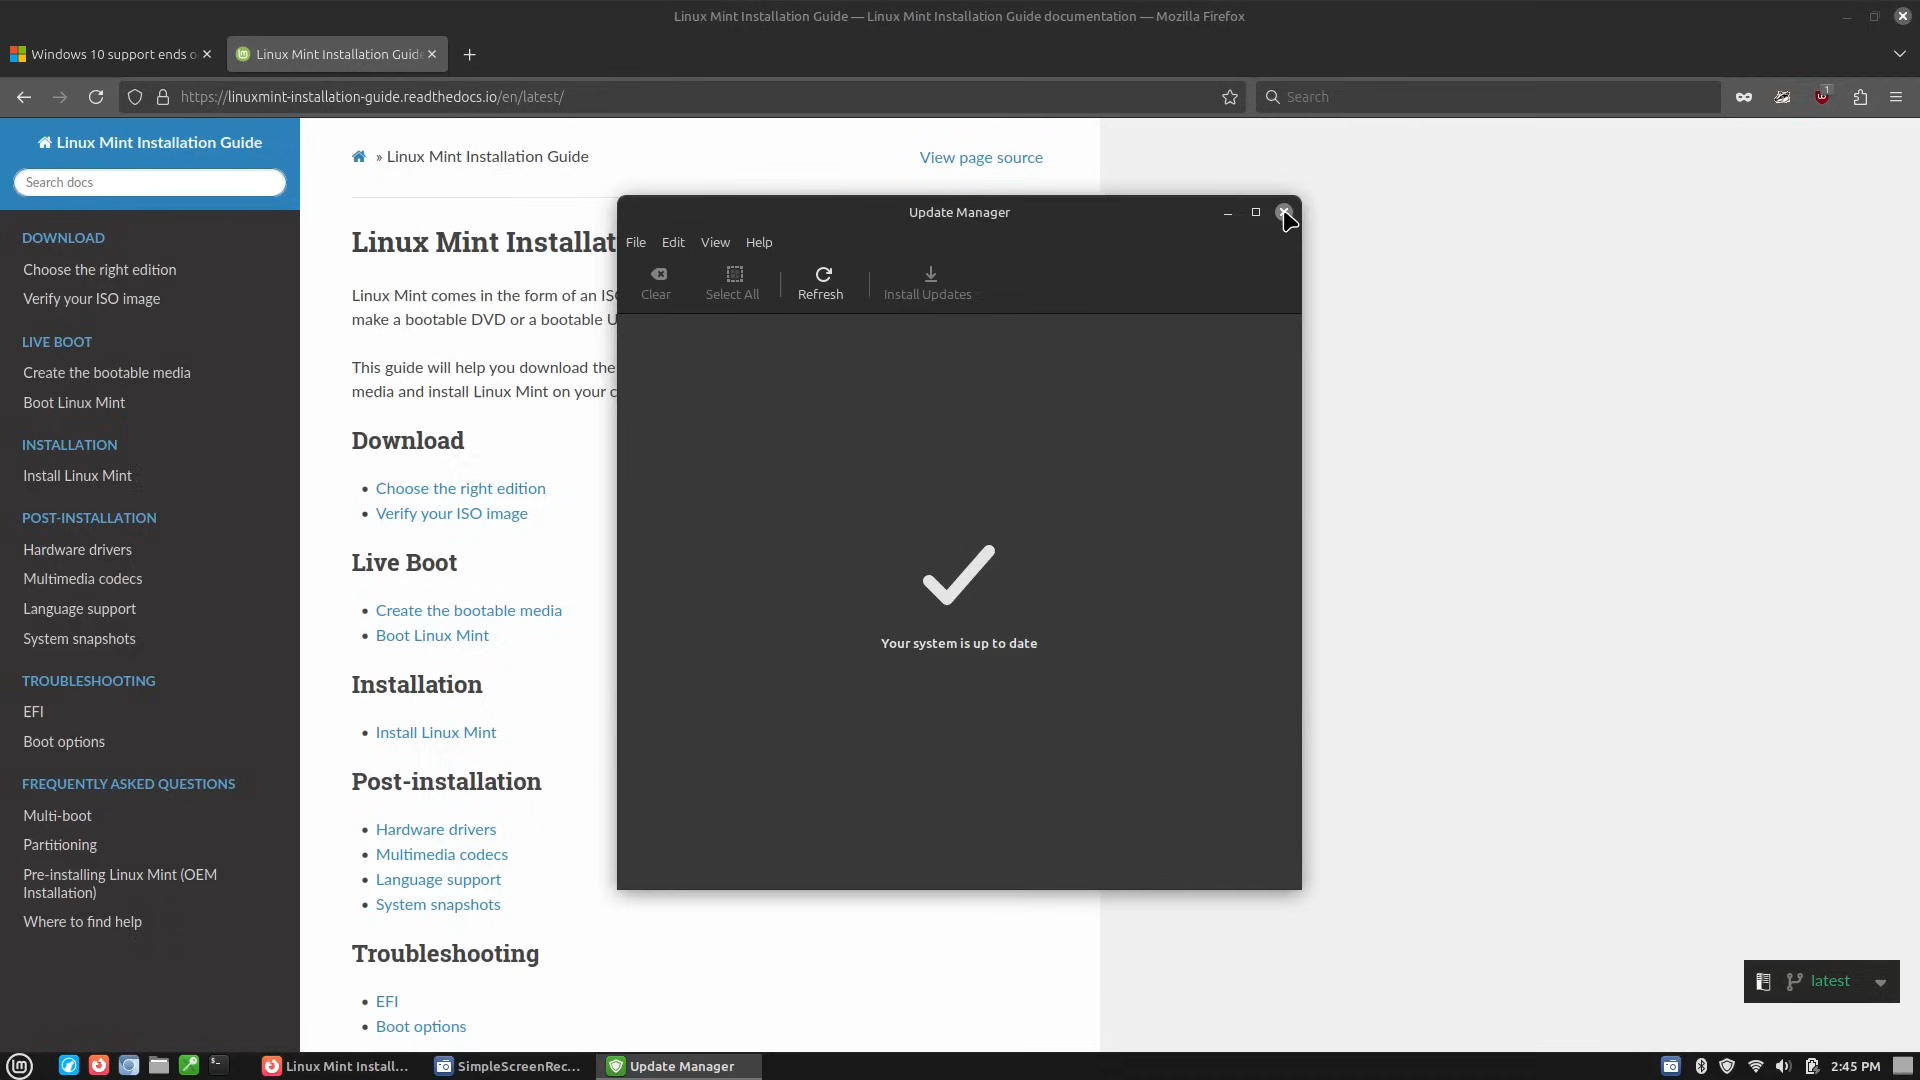 Linux Mint Installation Guide — Linux Mint Installation Guide documentation — Mozilla Firefox
Windows 10 support ends o
Linux Mint Installation Guide
https://linuxmint-installation-guide.readthedocs.io/en/latest/
Search
1
Linux Mint Installation Guide
Search docs
DOWNLOAD
Choose the right edition
Verify your ISO image
LIVE BOOT
Create the bootable media
Boot Linux Mint
INSTALLATION
Install Linux Mint
POST-INSTALLATION
Hardware drivers
Multimedia codecs
Language support
System snapshots
TROUBLESHOOTING
EFI
Boot options
FREQUENTLY ASKED QUESTIONS
Multi-boot
Partitioning
Pre-installing Linux Mint (OEM
Installation)
Where to find help
» Linux Mint Installation Guide
View page source
Linux Mint Installat
Linux Mint comes in the form of an IS
make a bootable DVD or a bootable U
This guide will help you download the
media and install Linux Mint on your c
Download
• Choose the right edition
• Verify your ISO image
Live Boot
• Create the bootable media
• Boot Linux Mint
Installation
• Install Linux Mint
Post-installation
• Hardware drivers
• Multimedia codecs
• Language support
• System snapshots
Troubleshooting
• EFI
• Boot options
Update Manager
File Edit View Help
Clear
Select All
Refresh
Install Updates
Your system is up to date
latest
Linux Mint Install...
SimpleScreenRec...
Update Manager
2:45 PM